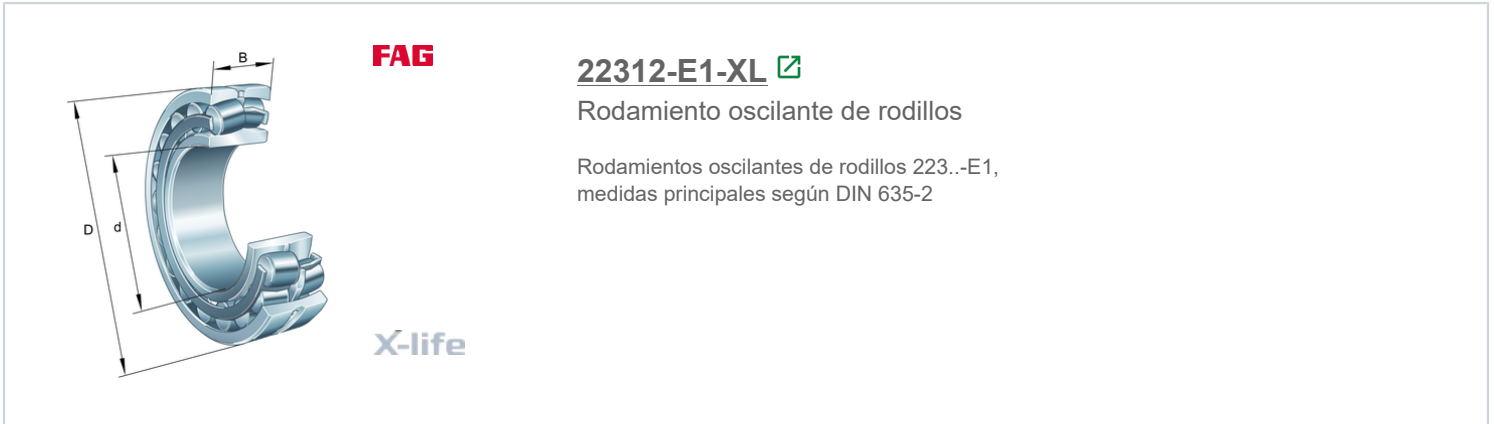 B
FAG
22312-E1-XL
Rodamiento oscilante de rodillos
Rodamientos oscilantes de rodillos 223..-E1,
medidas principales según DIN 635-2
D
d
X-life